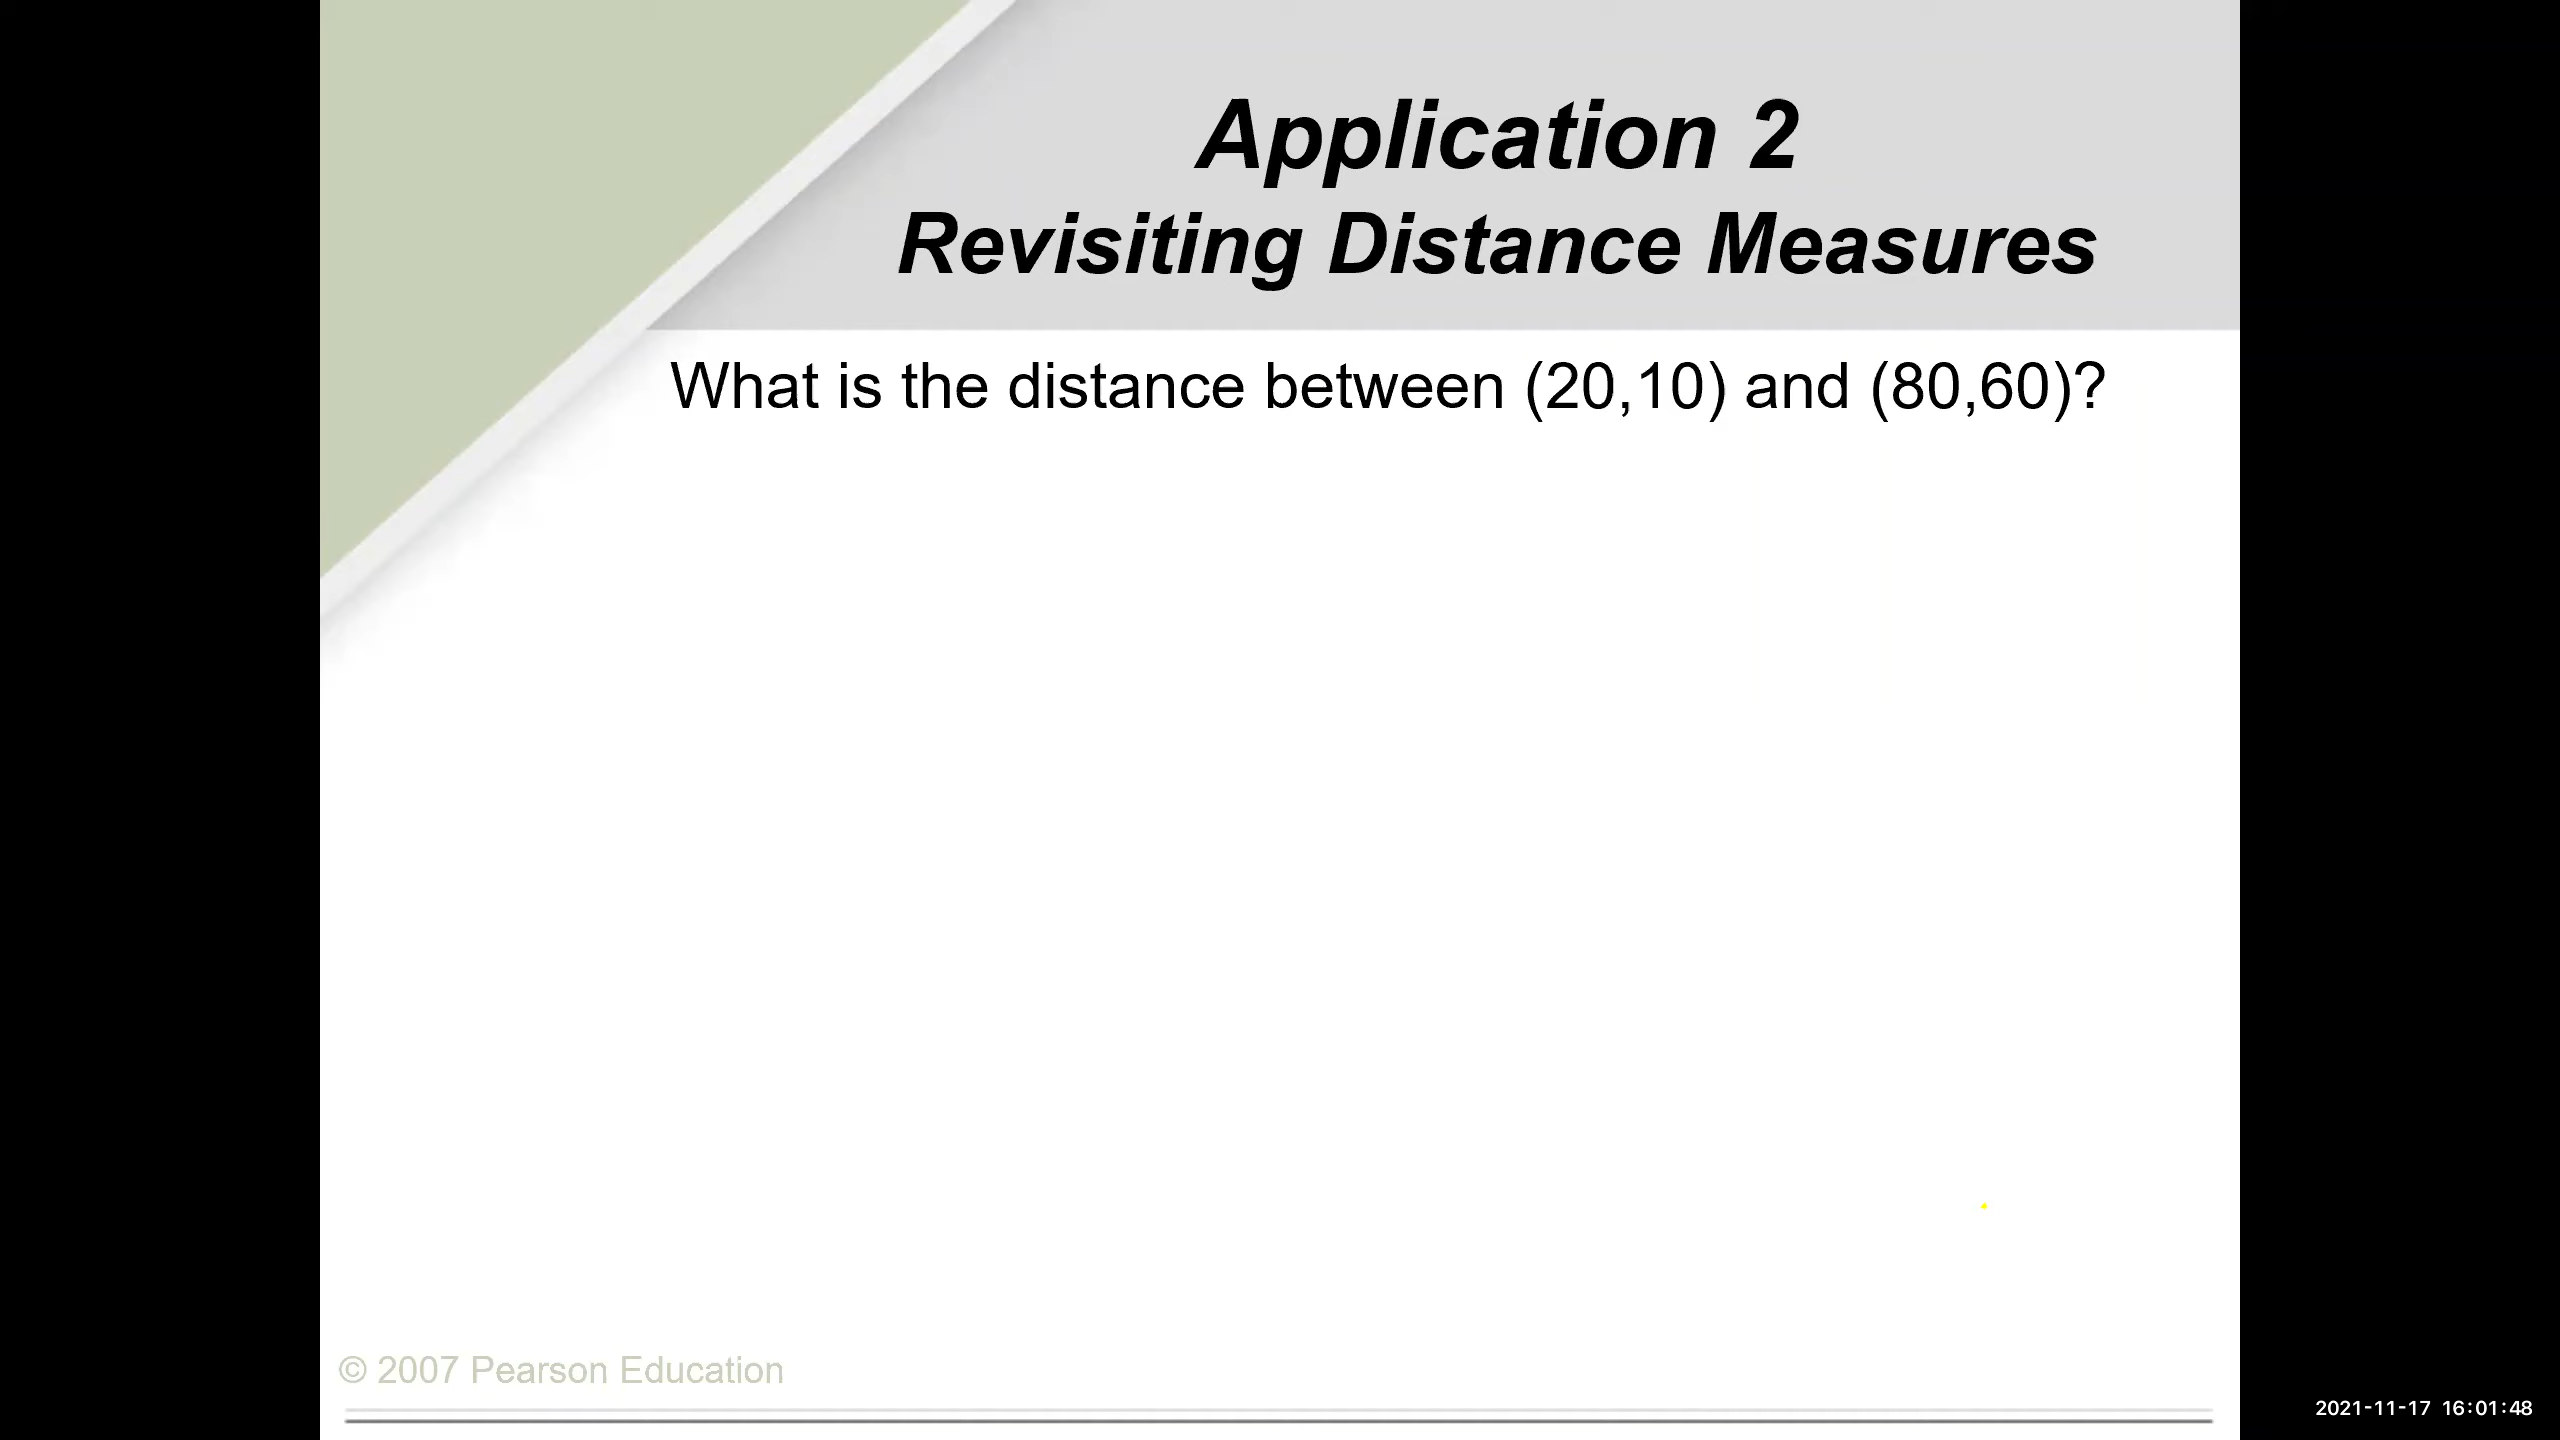 Application 2
Revisiting Distance Measures
What is the distance between (20,10) and (80,60)?
© 2007 Pearson Education
2021-11-17 16:01:48